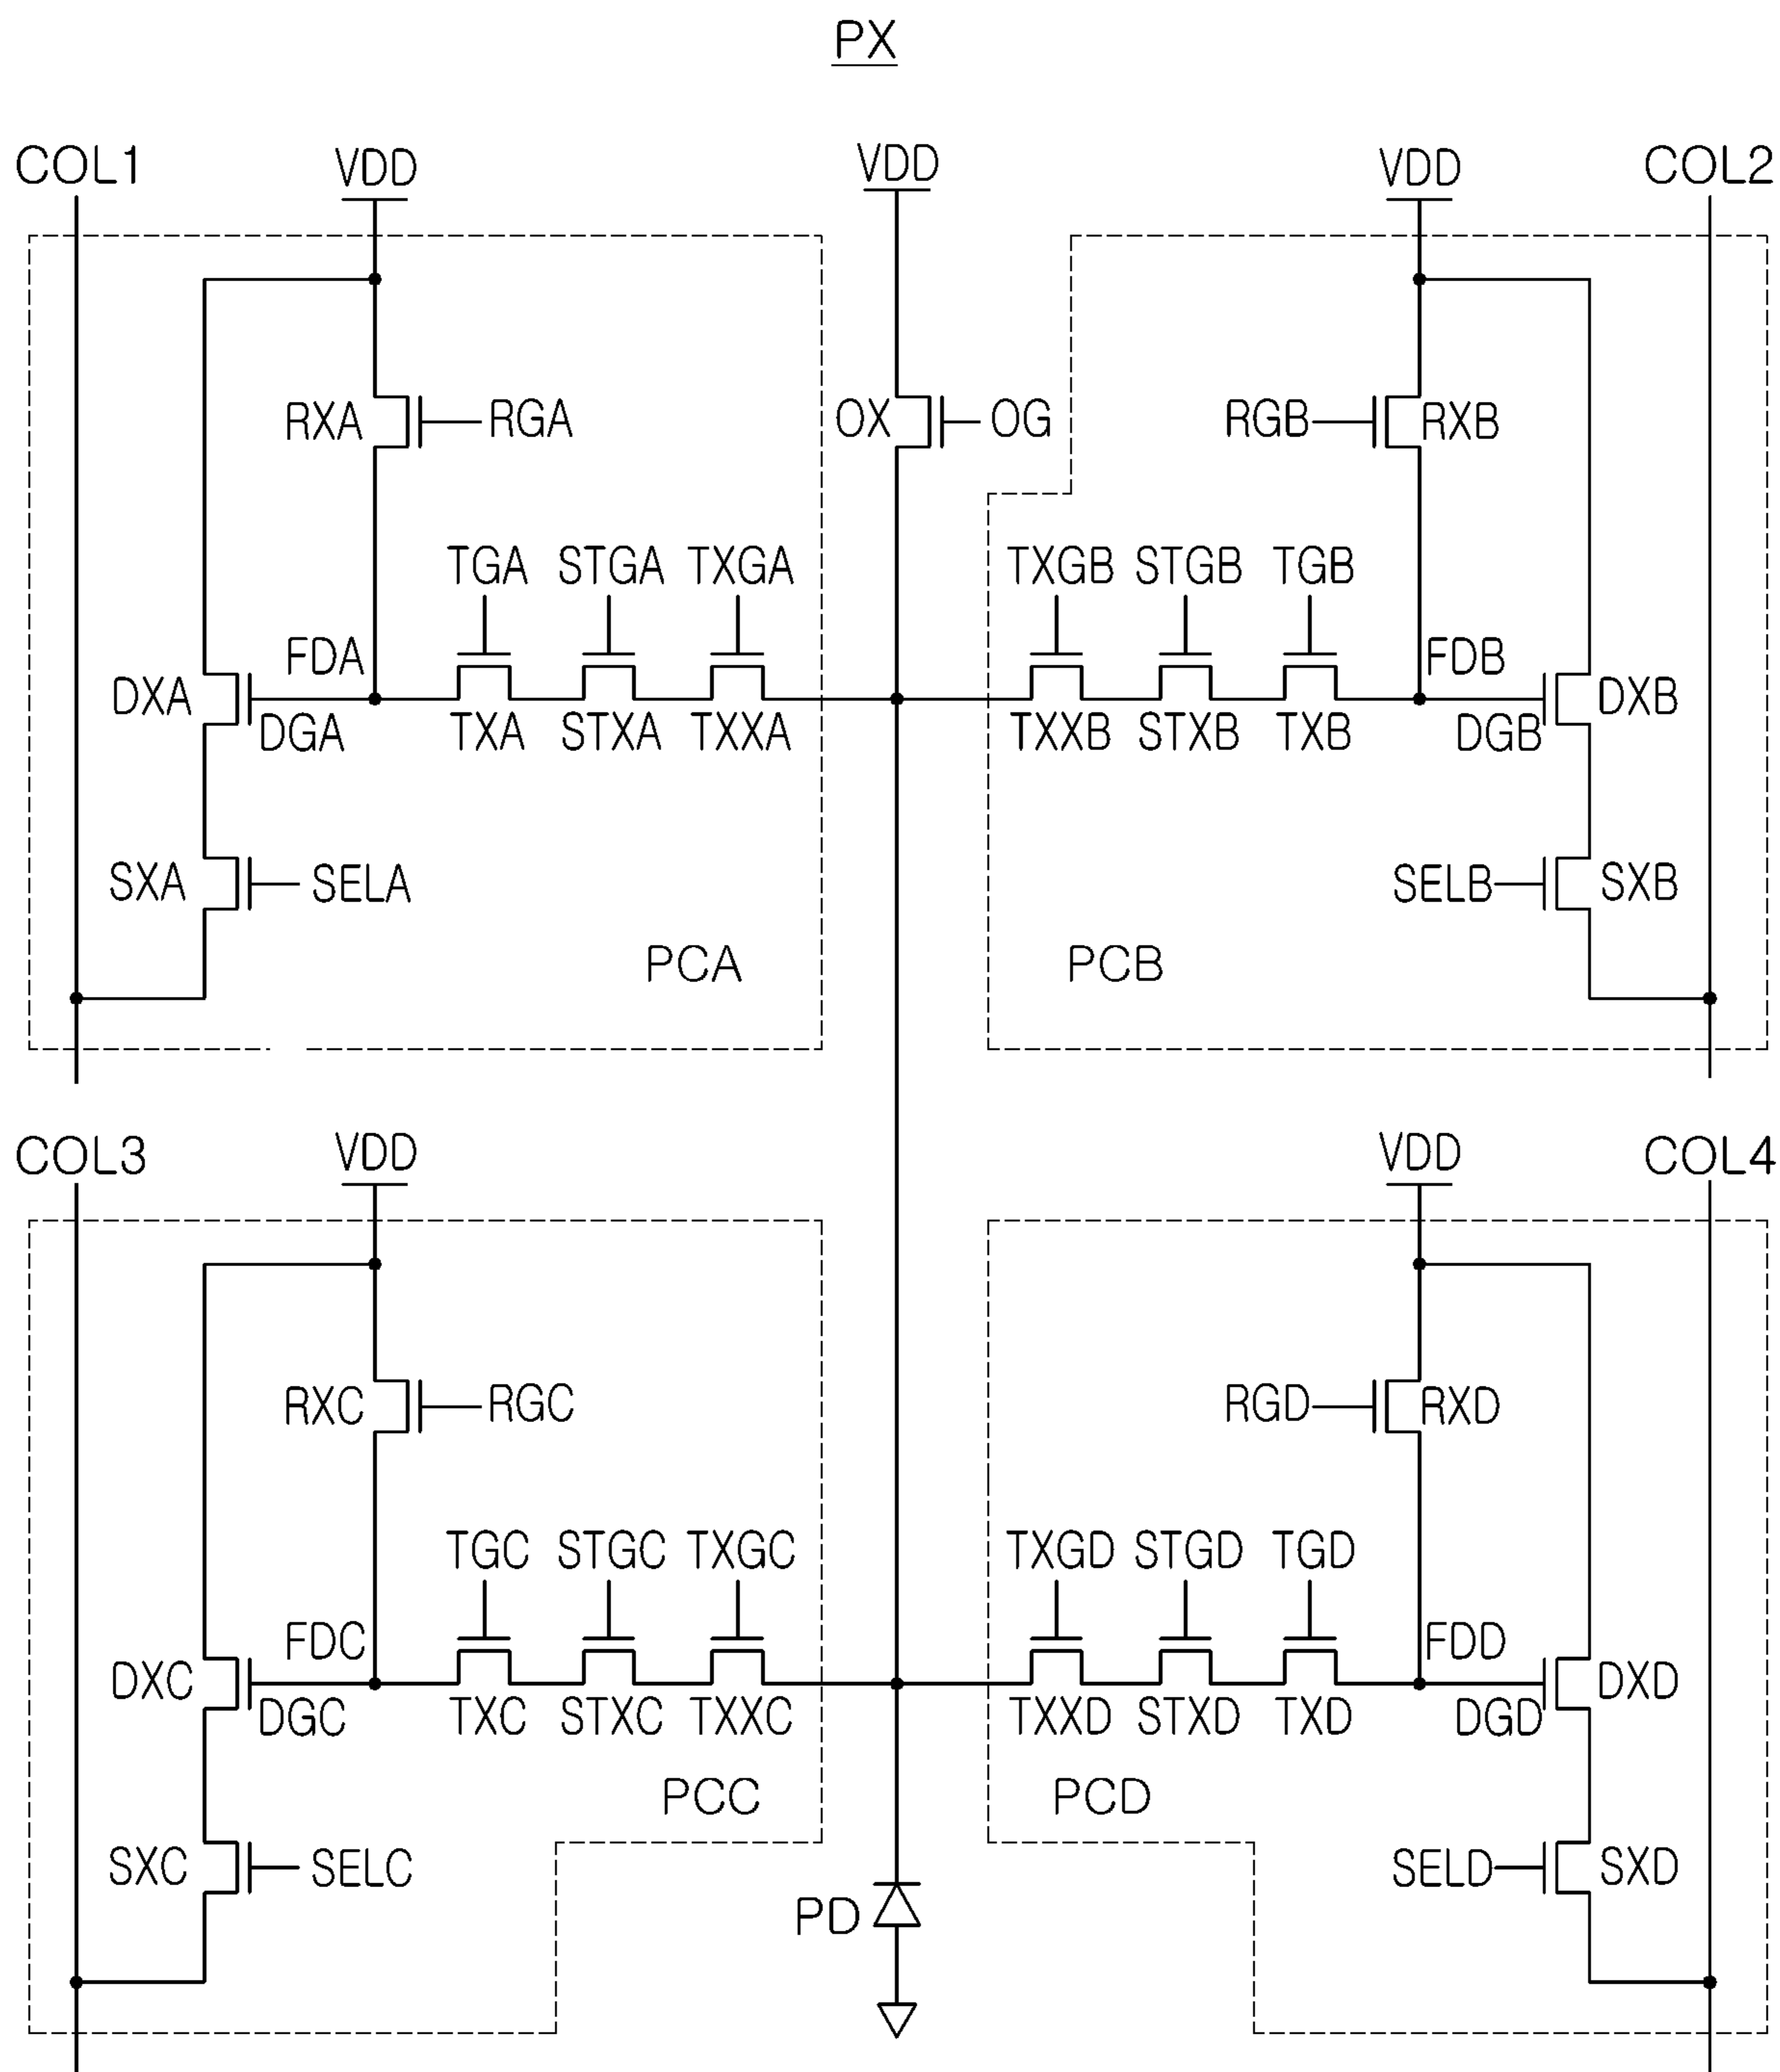 PX
COL1 VDD VDD VDD COL2
RXA RGA OX OG RGB RXB
TGA STGA TXGA TXGB STGB TGB
FDA FDB
DXA DGA TXA STXA TXXA TXXB STXB TXB DGB DXB
SXA SELA SELB SXB
PCA PCB
COL3 VDD VDD COL4
RXC RGC RGD RXD
TGC STGC TXGC TXGD STGD TGD
FDC FDD
DXC DGC TXC STXC TXXC TXXD STXD TXD DGD DXD
PCC PCD
SXC SELC SELD SXD
PD